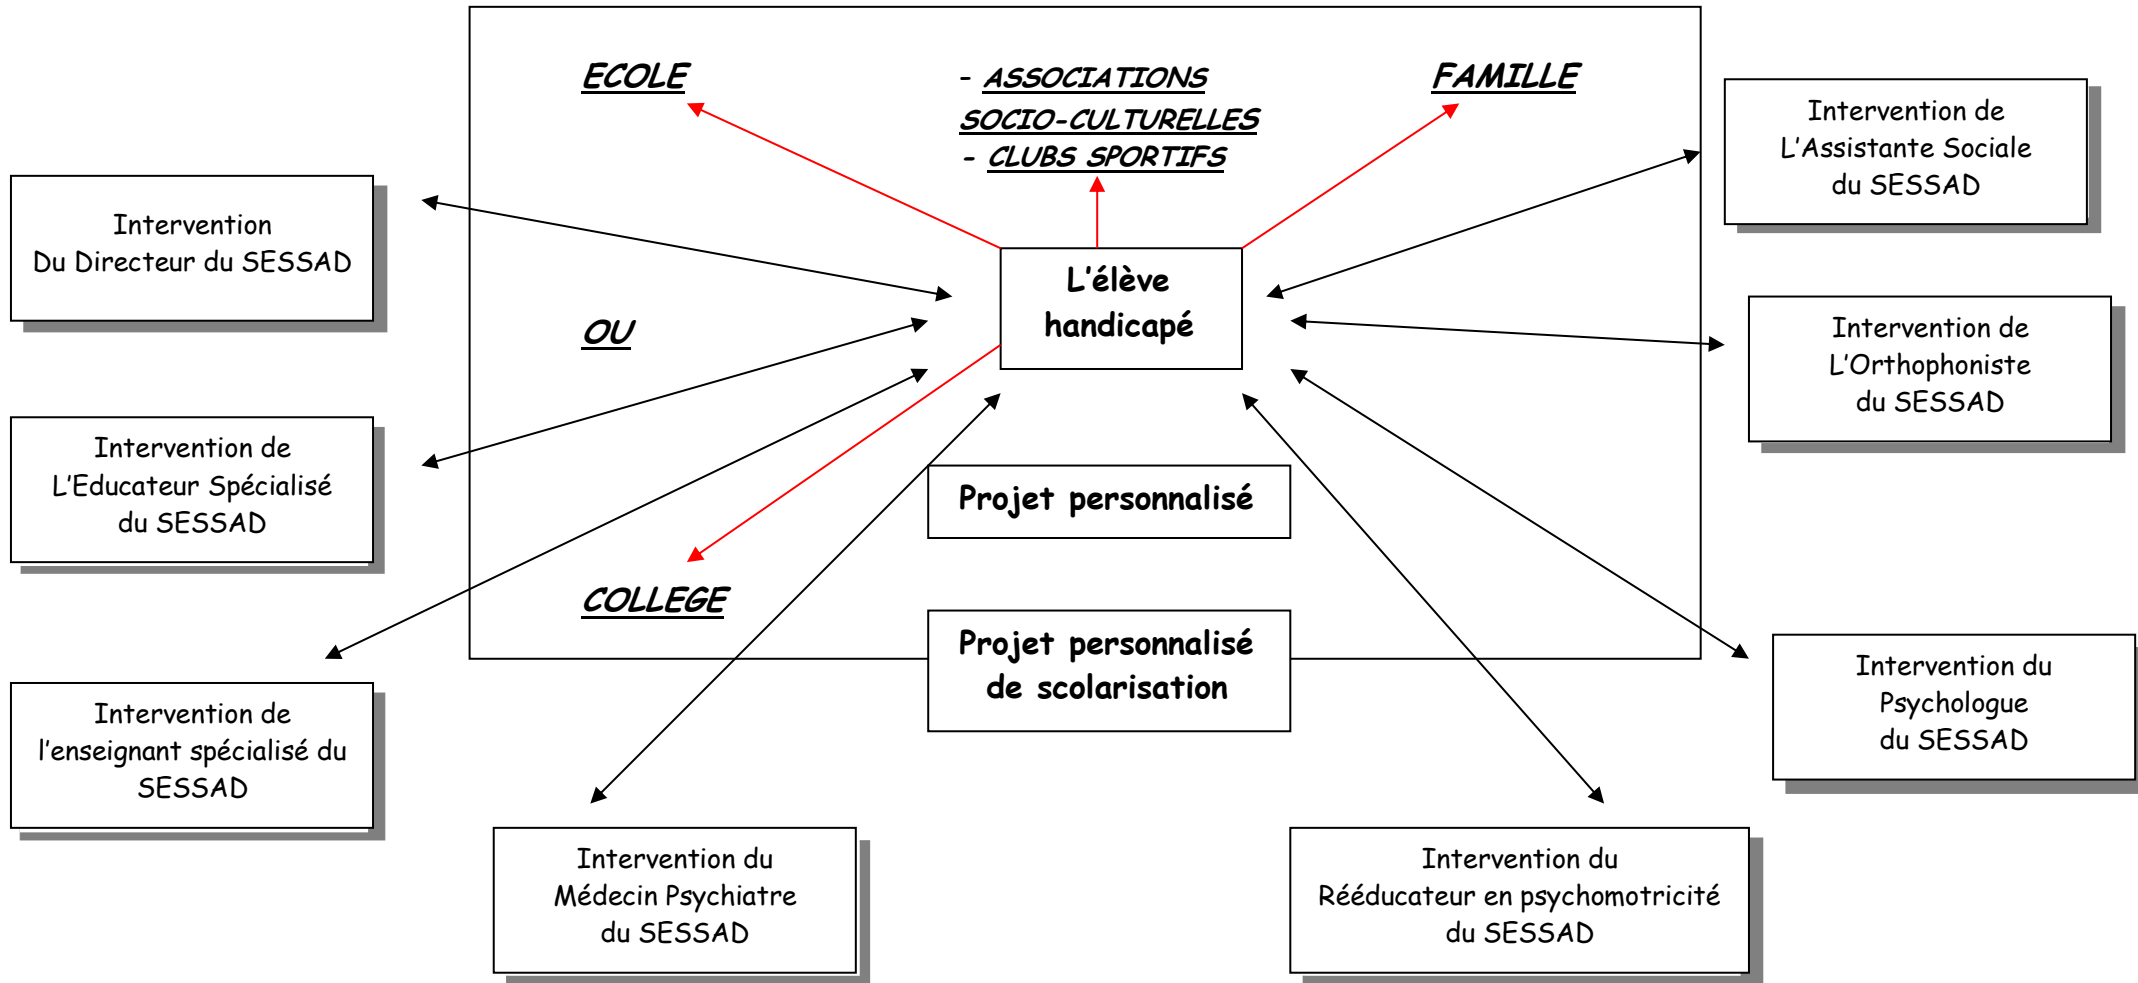 ECOLE
- ASSOCIATIONS
SOCIO-CULTURELLES
- CLUBS SPORTIFS
FAMILLE
Intervention de
L'Assistante Sociale
du SESSAD
Intervention
Du Directeur du SESSAD
L'élève
handicapé
OU
Intervention de
L'Orthophoniste
du SESSAD
Intervention de
L'Educateur Spécialisé
du SESSAD
Projet personnalisé
COLLEGE
Projet personnalisé
de scolarisation
Intervention du
Psychologue
du SESSAD
Intervention de
l'enseignant spécialisé du
SESSAD
Intervention du
Médecin Psychiatre
du SESSAD
Intervention du
Rééducateur en psychomotricité
du SESSAD